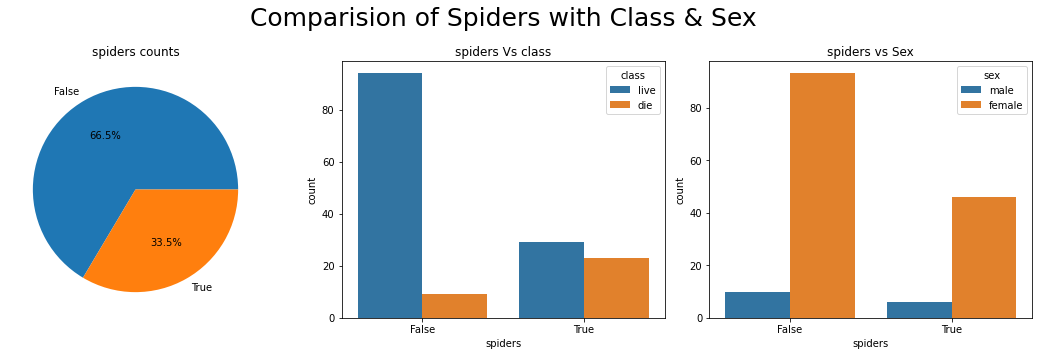 Comparision of Spiders with Class & Sex
spiders counts
False
66.5%
33.5%
True
spiders Vs class
class
live
die
count
80
60
40
20
0
False
True
spiders
spiders vs Sex
sex
male
female
count
80
60
40
20
0
False
True
spiders